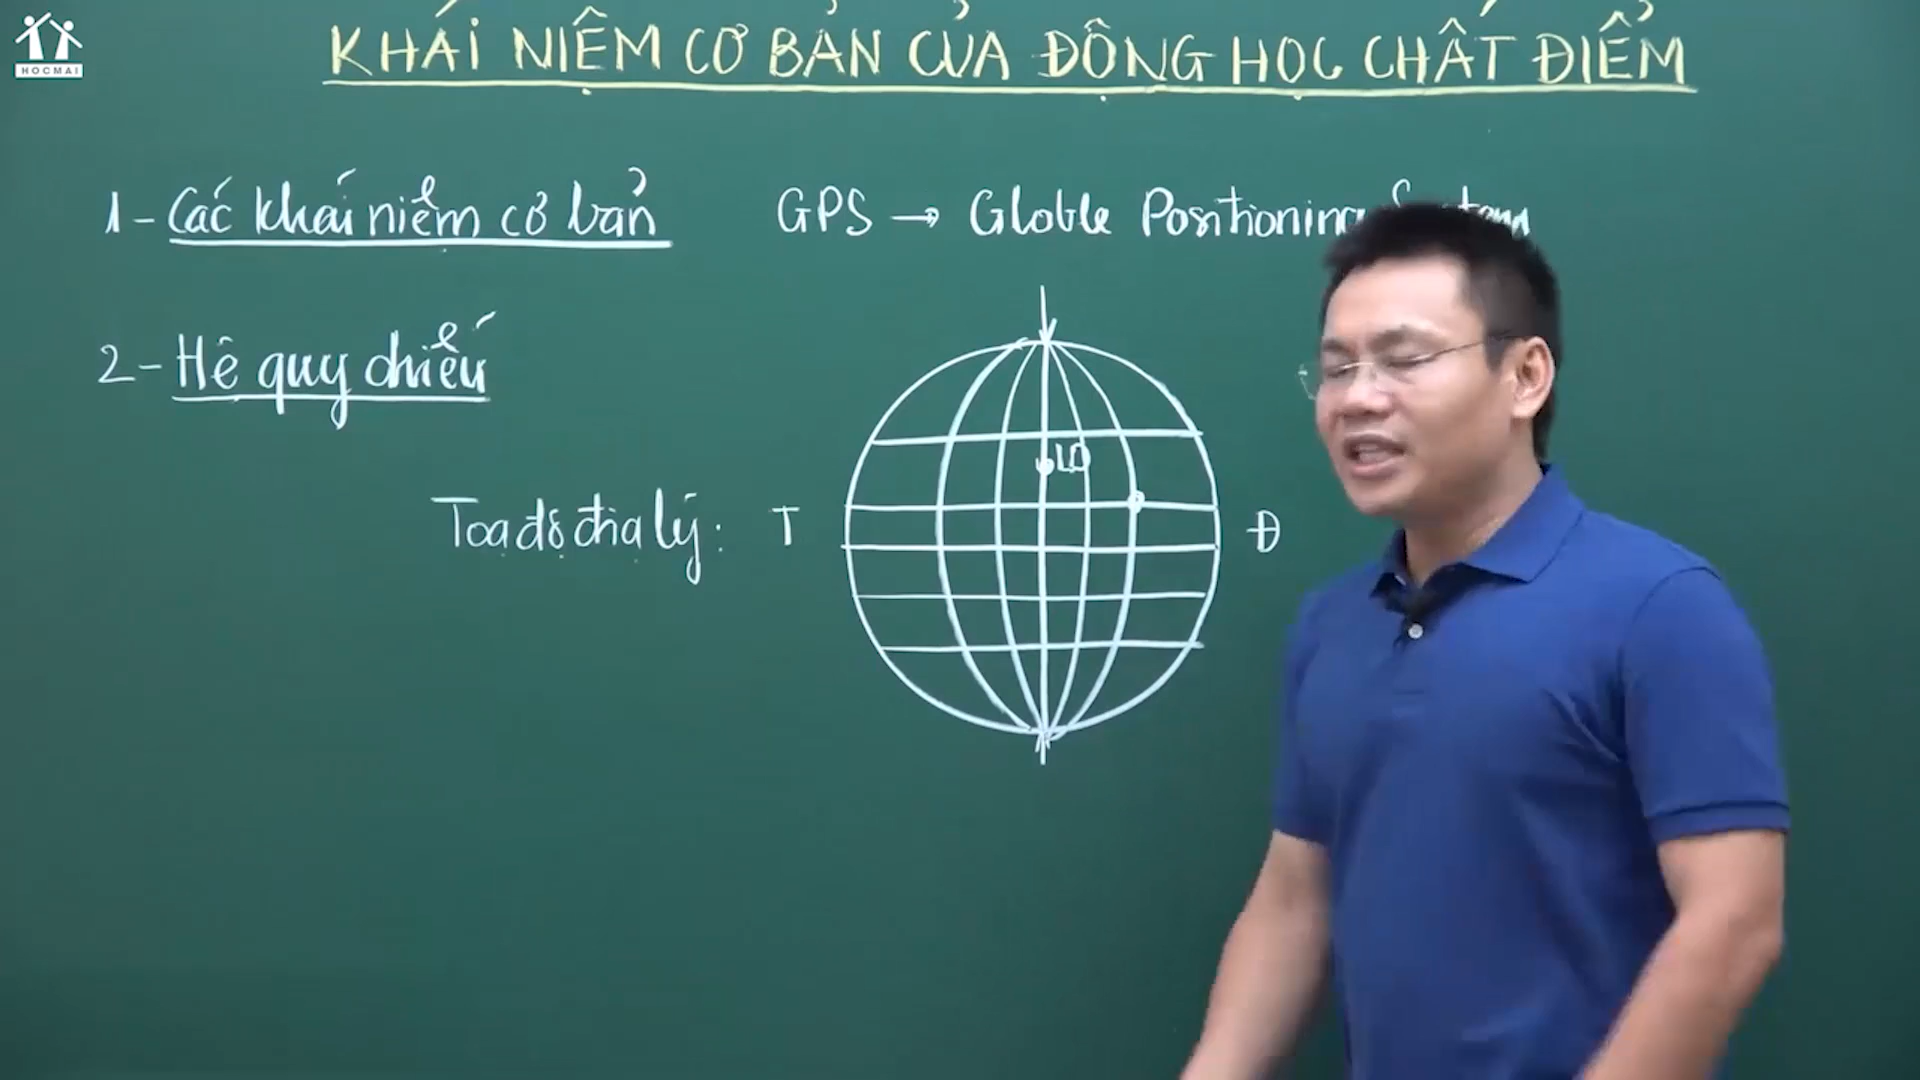 HOCMAI
KHÁI NIỆM CƠ BẢN CỦA ĐỘNG HỌC CHẤT ĐIỂM
1- Các khái niệm cơ bản
GPS → Globle Positioning
2- Hệ quy chiếu
LD
Toạ độ địa lý: T Đ